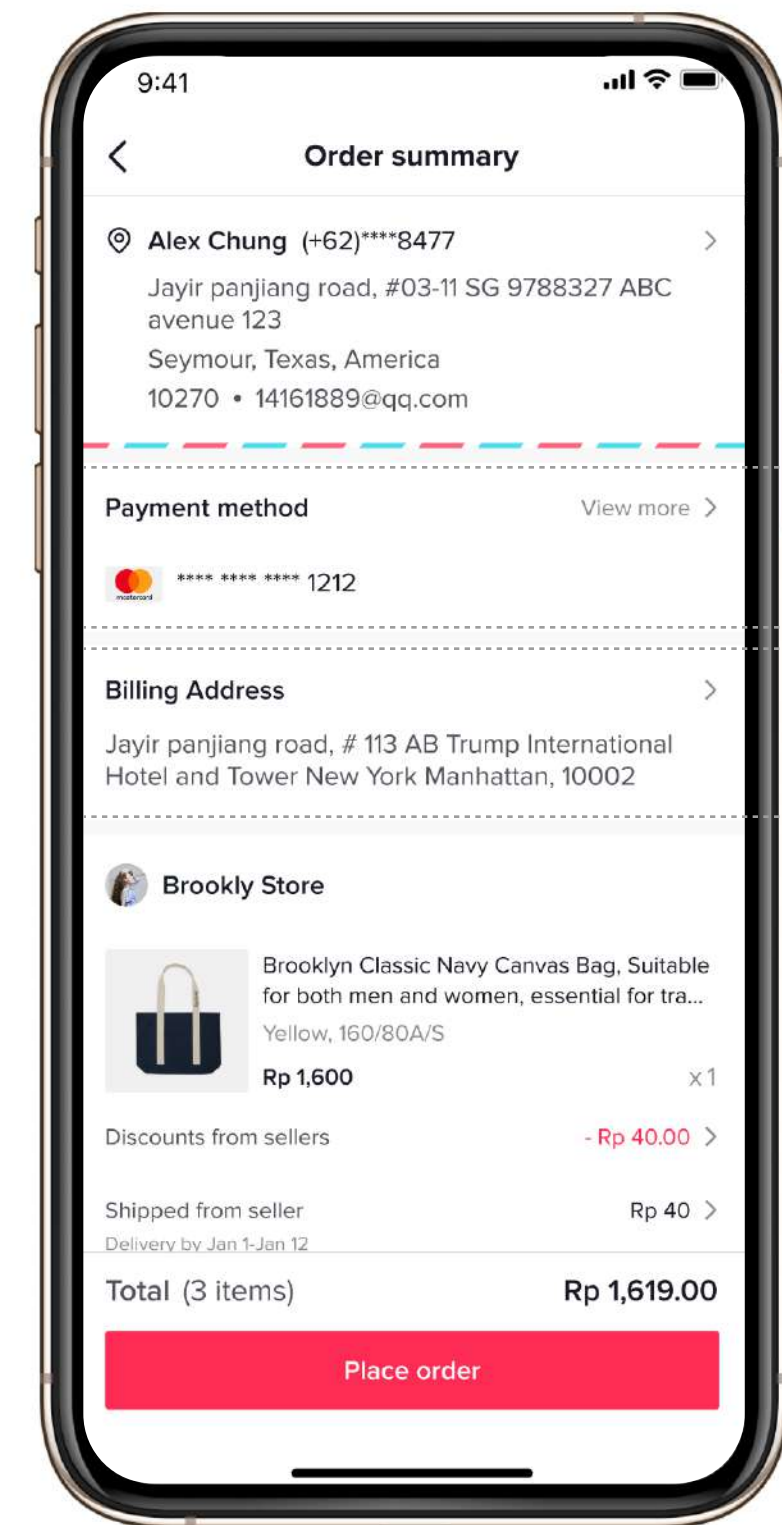 9:41
Order summary
Alex Chung (+62)****8477
Jayir panjiang road, #03-11 SG 9788327 ABC
avenue 123
Seymour, Texas, America
10270 • 14161889@qq.com
Payment method
View more
mastercard
**** **** **** 1212
Billing Address
Jayir panjiang road, # 113 AB Trump International
Hotel and Tower New York Manhattan, 10002
Brookly Store
Brooklyn Classic Navy Canvas Bag, Suitable
for both men and women, essential for tra...
Yellow, 160/80A/S
Rp 1,600
x1
Discounts from sellers
- Rp 40.00
Shipped from seller
Rp 40
Delivery by Jan 1-Jan 12
Total (3 items)
Rp 1,619.00
Place order